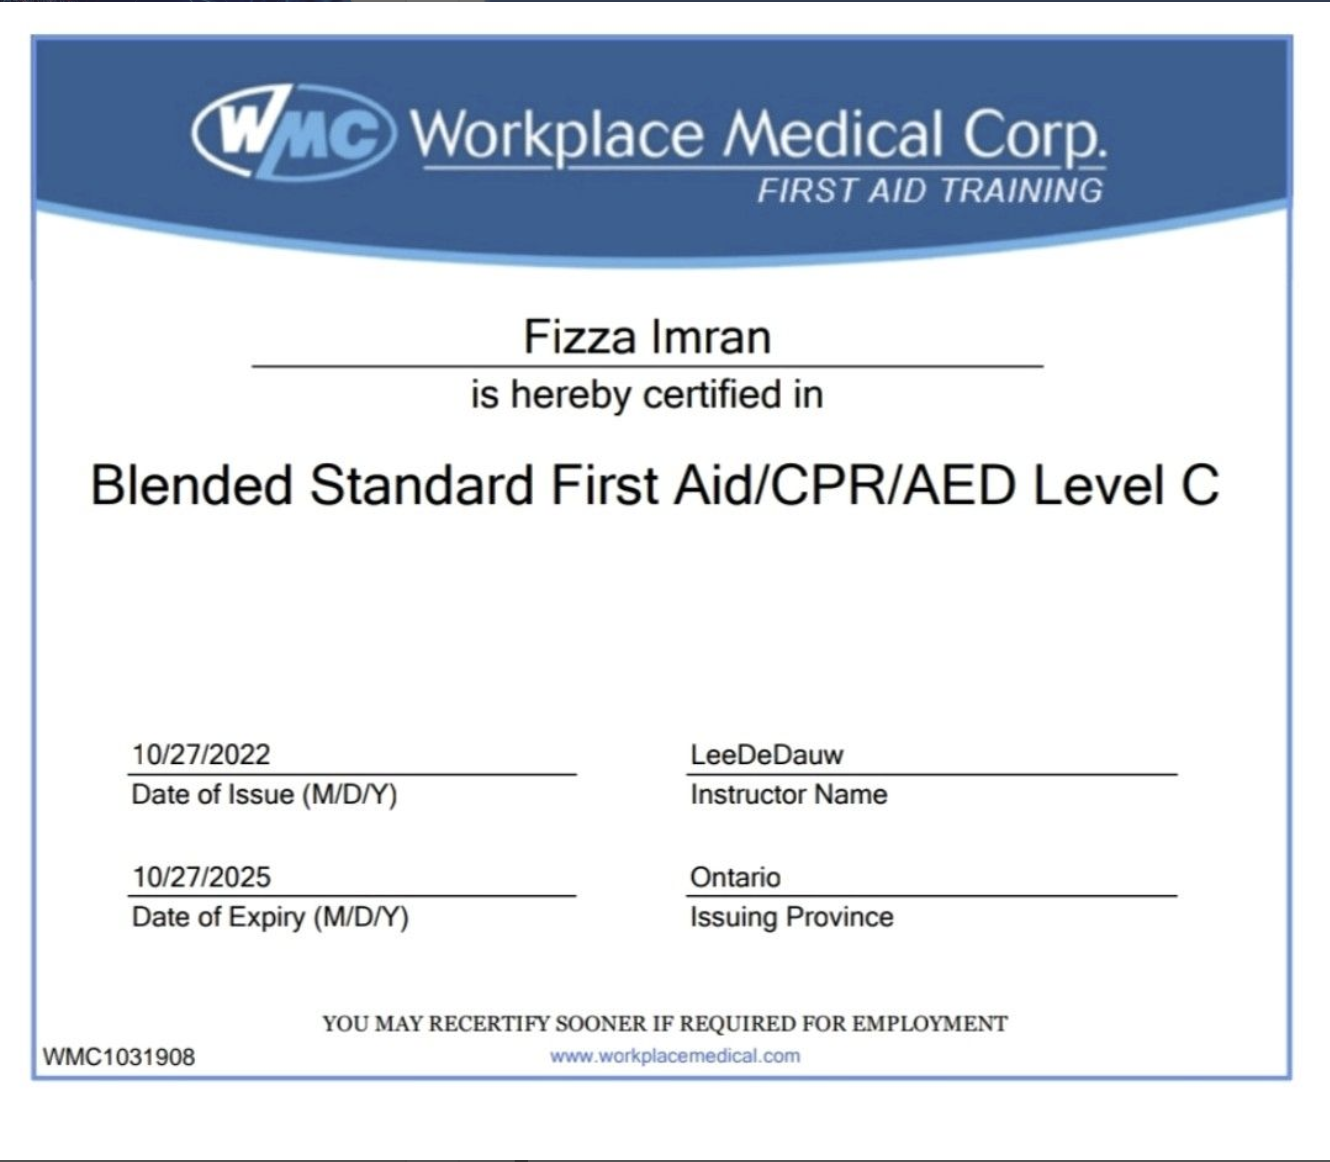 WMC Workplace Medical Corp.
FIRST AID TRAINING
Fizza Imran
is hereby certified in
Blended Standard First Aid/CPR/AED Level C
10/27/2022
Date of Issue (M/D/Y)
LeeDeDauw
Instructor Name
10/27/2025
Date of Expiry (M/D/Y)
Ontario
Issuing Province
YOU MAY RECERTIFY SOONER IF REQUIRED FOR EMPLOYMENT
WMC1031908
www.workplacemedical.com